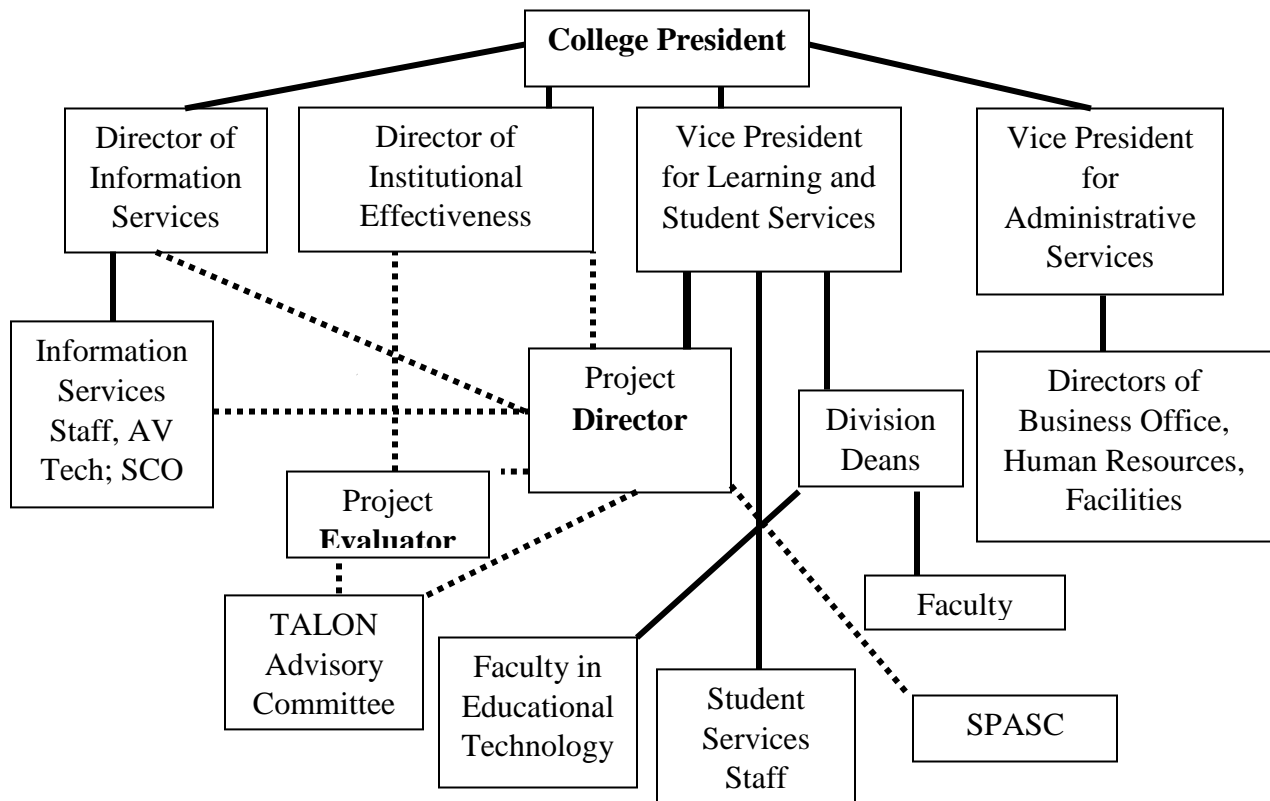 College President
Director of
Information
Services
Director of
Institutional
Effectiveness
Vice President
for Learning and
Student Services
Vice President
for
Administrative
Services
Information
Services
Staff, AV
Tech; SCO
Project
Director
Division
Deans
Directors of
Business Office,
Human Resources,
Facilities
Project
Evaluator
TALON
Advisory
Committee
Faculty in
Educational
Technology
Student
Services
Staff
Faculty
SPASC